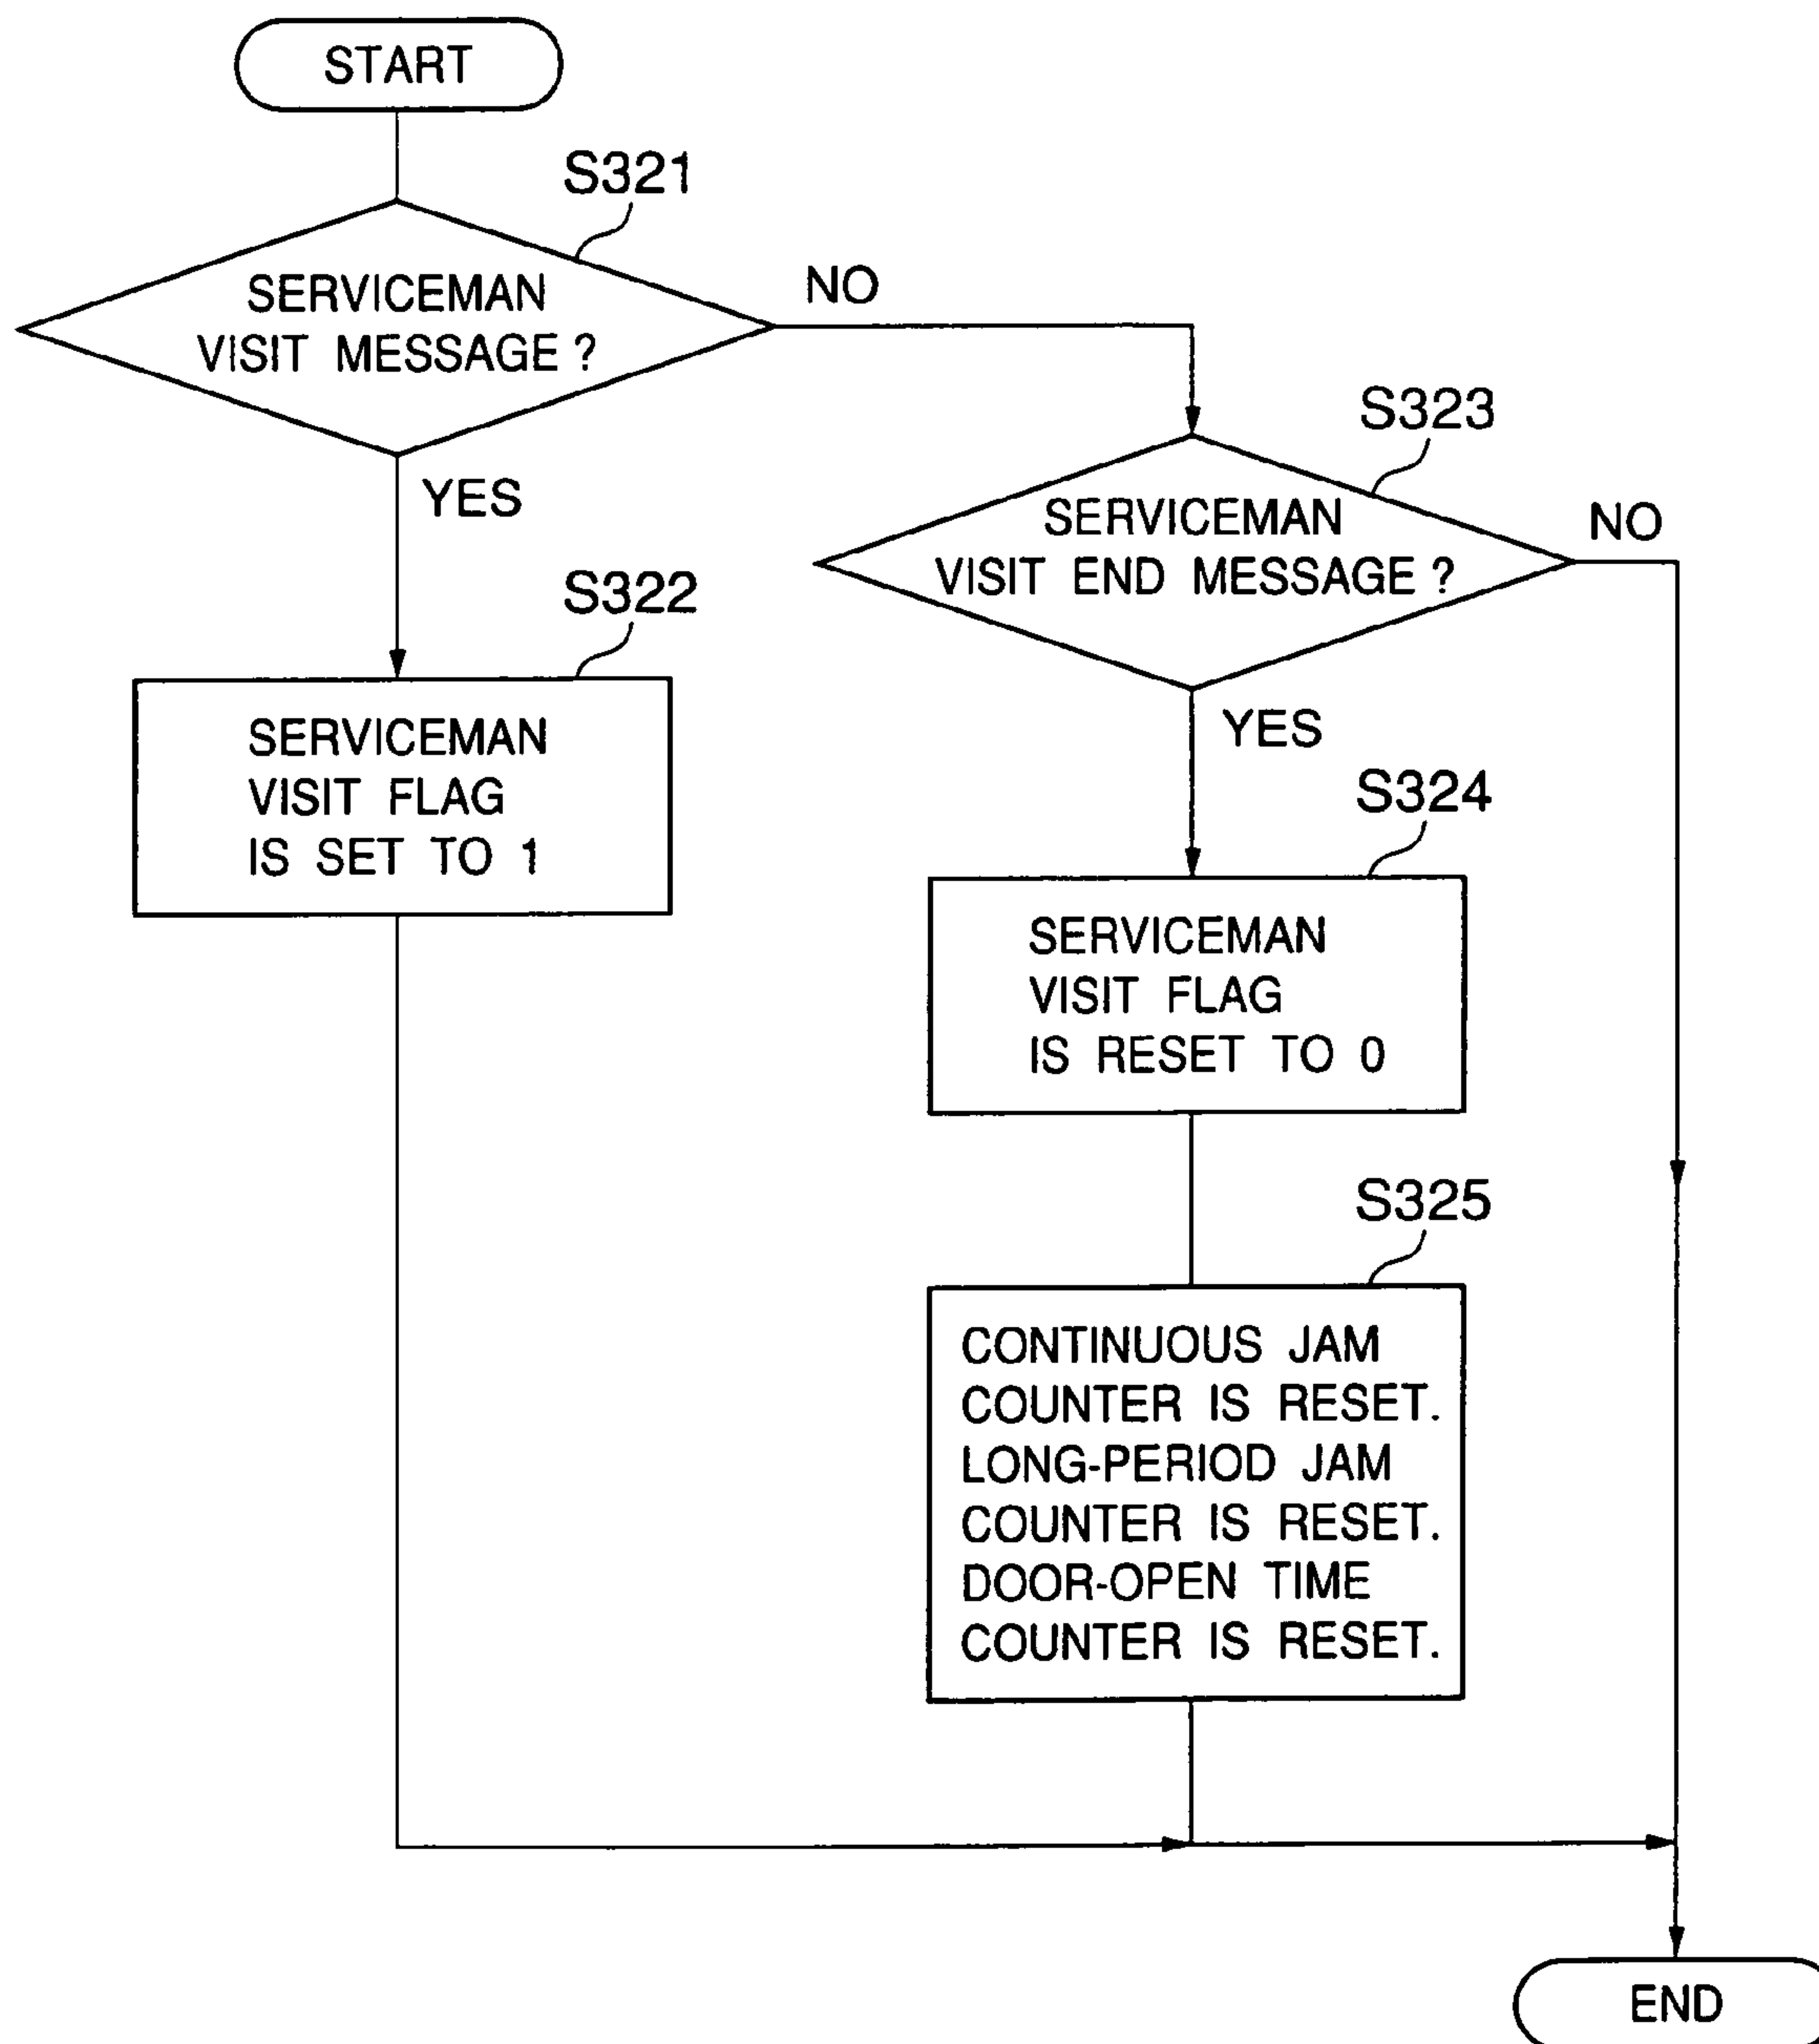 START
S321
SERVICEMAN
VISIT MESSAGE ?
NO
YES
S323
SERVICEMAN
VISIT END MESSAGE ?
NO
YES
S322
SERVICEMAN
VISIT FLAG
IS SET TO 1
S324
SERVICEMAN
VISIT FLAG
IS RESET TO 0
S325
CONTINUOUS JAM
COUNTER IS RESET.
LONG-PERIOD JAM
COUNTER IS RESET.
DOOR-OPEN TIME
COUNTER IS RESET.
END